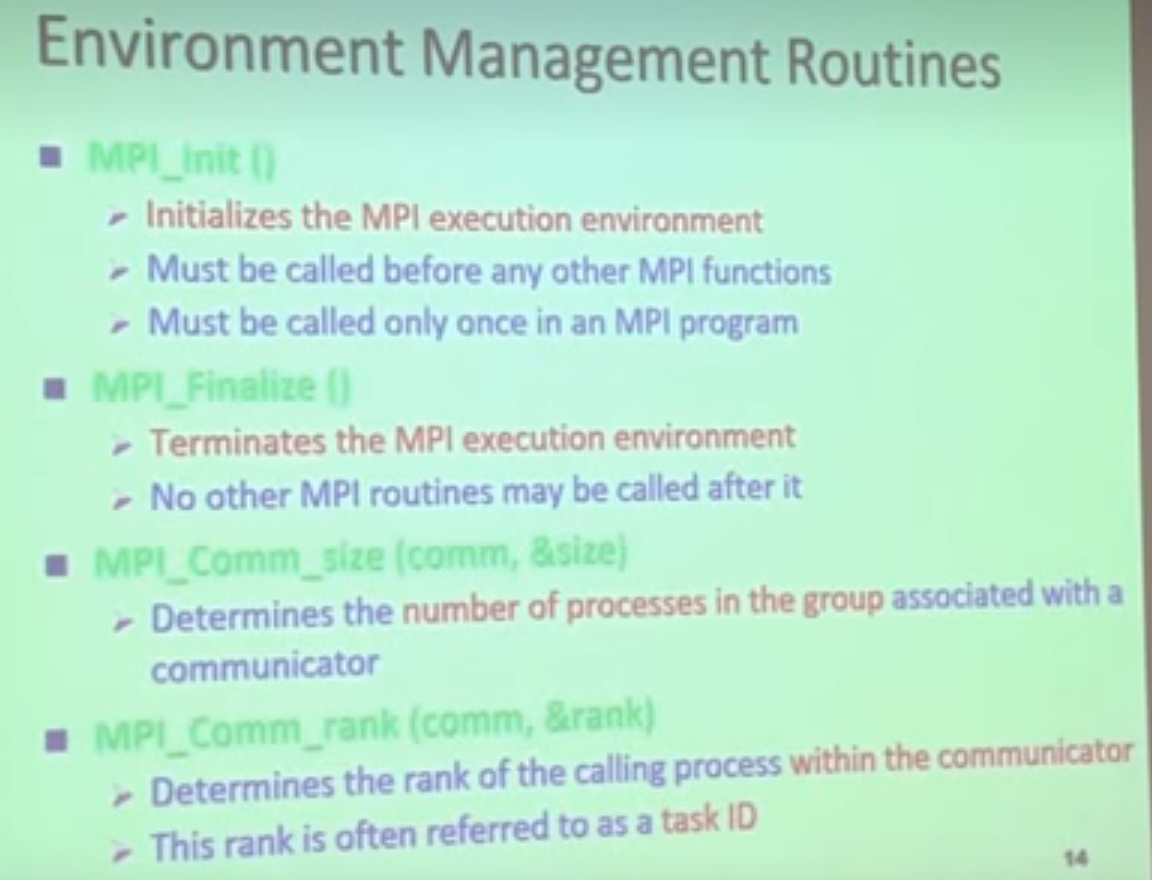 Environment Management Routines
MPI_Init ()
Initializes the MPI execution environment
Must be called before any other MPI functions
Must be called only once in an MPI program
MPI_Finalize ()
Terminates the MPI execution environment
No other MPI routines may be called after it
MPI_Comm_size (comm, &size)
Determines the number of processes in the group associated with a
communicator
MPI_Comm_rank (comm, &rank)
Determines the rank of the calling process within the communicator
This rank is often referred to as a task ID
14